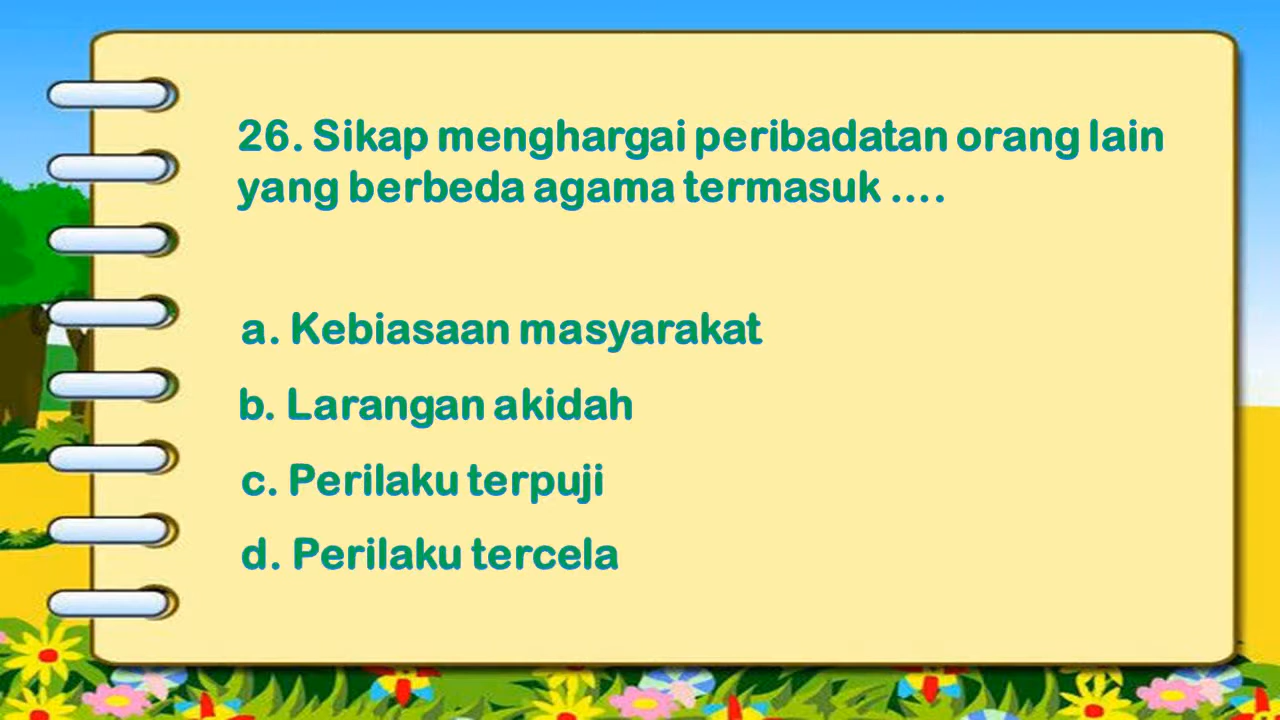 26. Sikap menghargai peribadatan orang lain
yang berbeda agama termasuk ....
a. Kebiasaan masyarakat
b. Larangan akidah
c. Perilaku terpuji
d. Perilaku tercela